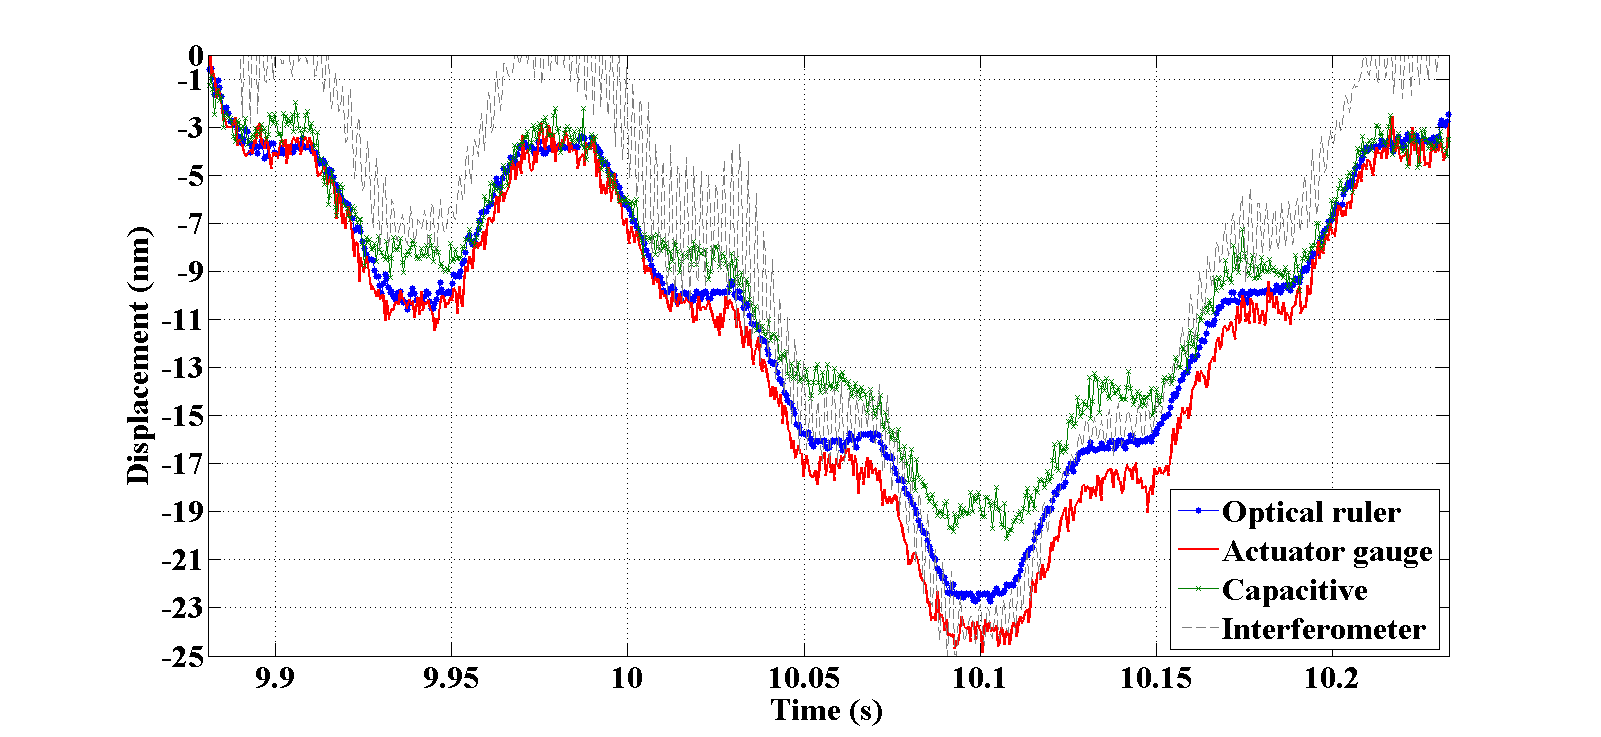 0
-1
-3
-5
-7
-9
-11
-13
-15
-17
-19
-21
-23
-25
Displacement (nm)
9.9 9.95 10 10.05 10.1 10.15 10.2
Time (s)
Optical ruler
Actuator gauge
Capacitive
Interferometer